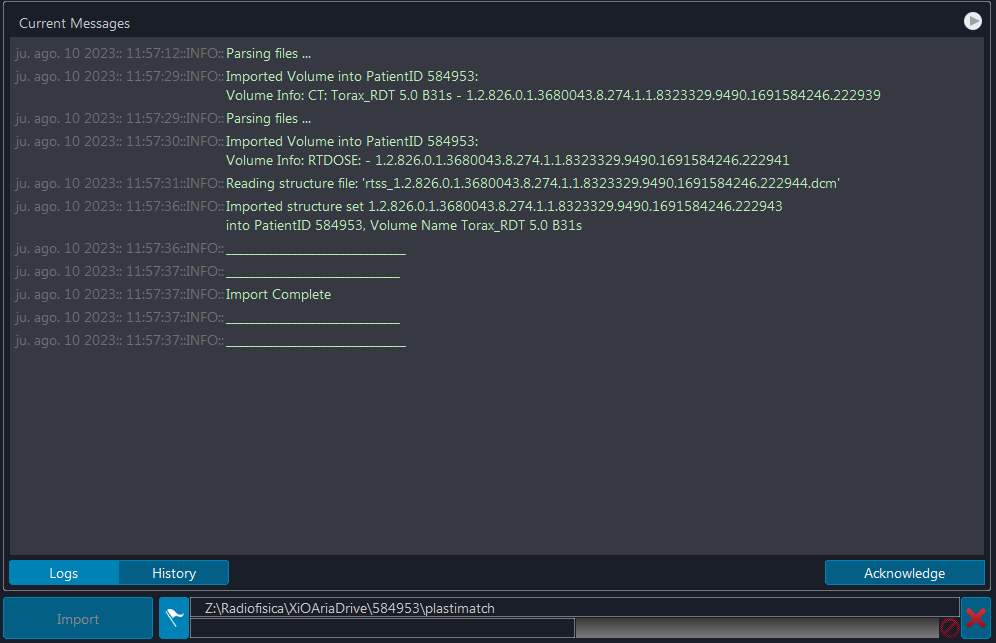 Current Messages
ju. ago. 10 2023:: 11:57:12::INFO:: Parsing files ...
ju. ago. 10 2023:: 11:57:29::INFO:: Imported Volume into PatientID 584953:
Volume Info: CT: Torax_RDT 5.0 B31s - 1.2.826.0.1.3680043.8.274.1.1.8323329.9490.1691584246.222939
ju. ago. 10 2023:: 11:57:29::INFO:: Parsing files ...
ju. ago. 10 2023:: 11:57:30::INFO:: Imported Volume into PatientID 584953:
Volume Info: RTDOSE: - 1.2.826.0.1.3680043.8.274.1.1.8323329.9490.1691584246.222941
ju. ago. 10 2023:: 11:57:31::INFO:: Reading structure file: 'rtss_1.2.826.0.1.3680043.8.274.1.1.8323329.9490.1691584246.222944.dcm'
ju. ago. 10 2023:: 11:57:36::INFO:: Imported structure set 1.2.826.0.1.3680043.8.274.1.1.8323329.9490.1691584246.222943
into PatientID 584953, Volume Name Torax_RDT 5.0 B31s
ju. ago. 10 2023:: 11:57:36::INFO:: ______________________________
ju. ago. 10 2023:: 11:57:37::INFO:: _____________________________
ju. ago. 10 2023:: 11:57:37::INFO:: Import Complete
ju. ago. 10 2023:: 11:57:37::INFO:: _____________________________
ju. ago. 10 2023:: 11:57:37::INFO:: ______________________________
Logs History Acknowledge
Import Z:\Radiofisica\XiOAriaDrive\584953\plastimatch